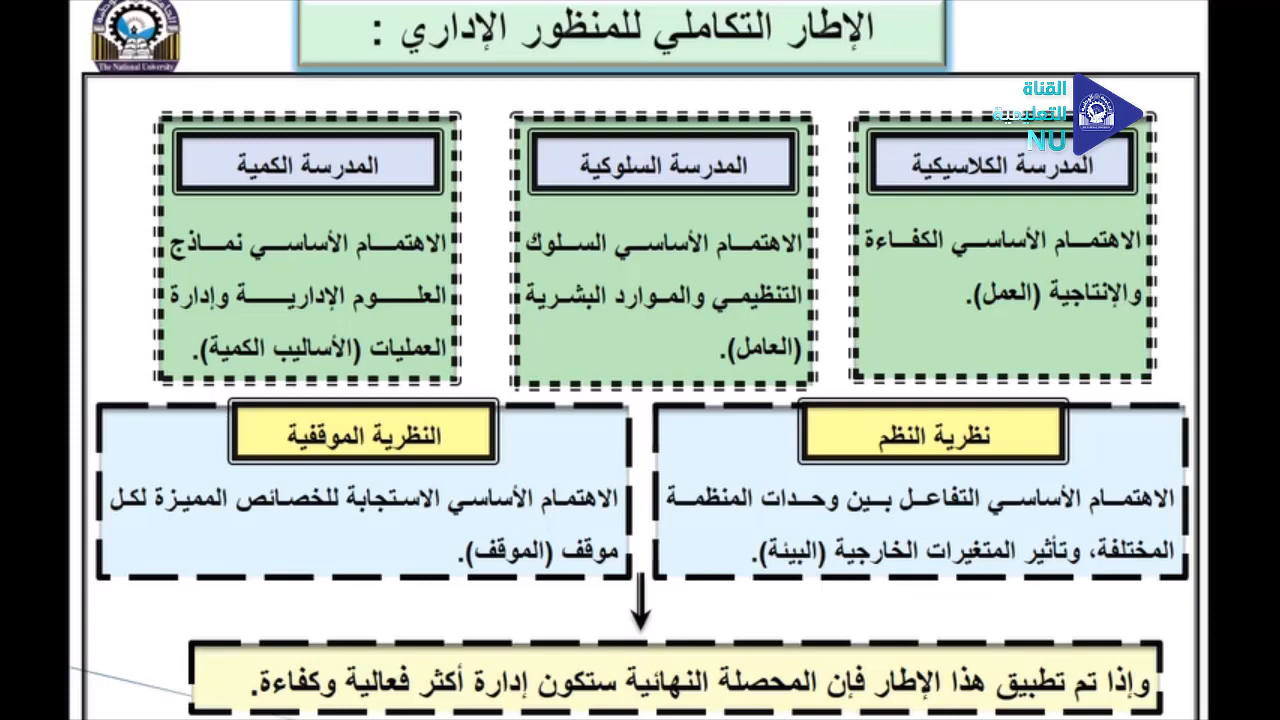 الإطار التكاملي للمنظور الإداري :
The National University
القناة
التعليمية
NU
المدرسة الكلاسيكية
الاهتمام الأساسي الكفاءة
والإنتاجية (العمل).
المدرسة السلوكية
الاهتمام الأساسي السلوك
التنظيمي والموارد البشرية
(العامل).
المدرسة الكمية
الاهتمام الأساسي نماذج
العلوم الإدارية وإدارة
العمليات (الأساليب الكمية).
نظرية النظم
الاهتمام الأساسي التفاعل بين وحدات المنظمة
المختلفة، وتأثير المتغيرات الخارجية (البيئة).
النظرية الموقفية
الاهتمام الأساسي الاستجابة للخصائص المميزة لكل
موقف (الموقف).
وإذا تم تطبيق هذا الإطار فإن المحصلة النهائية ستكون إدارة أكثر فعالية وكفاءة.